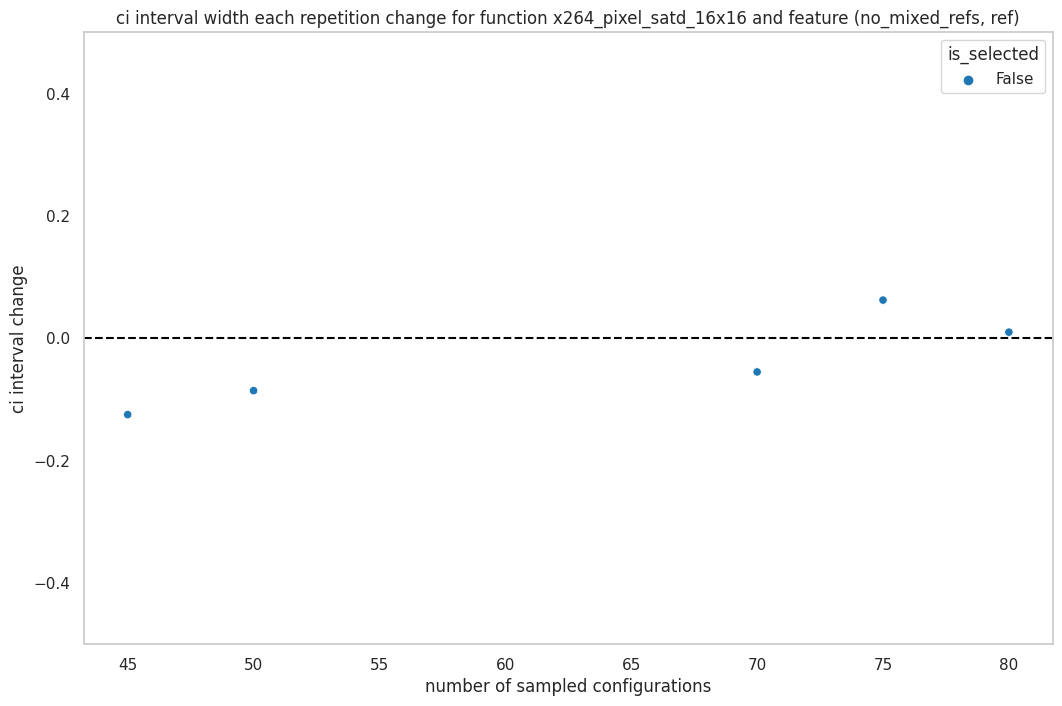 ci interval width each repetition change for function x264_pixel_satd_16x16 and feature (no_mixed_refs, ref)
is_selected
False
0.4
0.2
0.0
−0.2
−0.4
ci interval change
45 50 55 60 65 70 75 80
number of sampled configurations